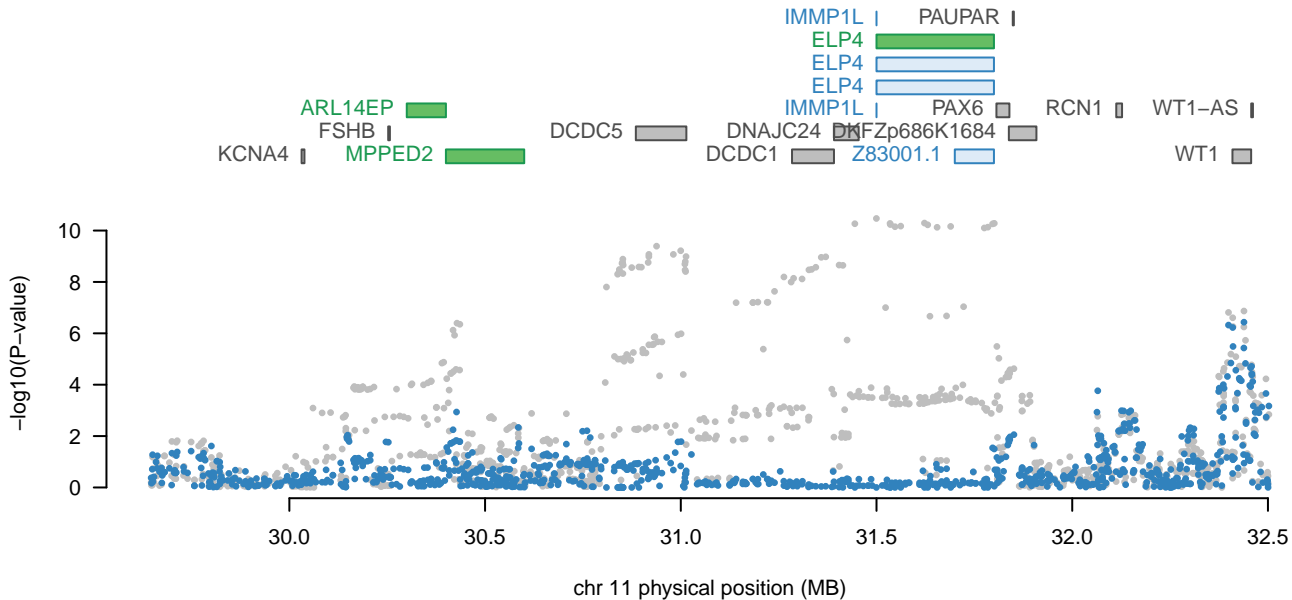 IMMP1L PAUPAR
ELP4
ELP4
ELP4
ARL14EP IMMP1L PAX6 RCN1 WT1−AS
FSHB DCDC5 DNAJC24 DKFZp686K1684
KCNA4 MPPED2 DCDC1 Z83001.1 WT1
10
8
6
4
2
0
−log10(P−value)
30.0 30.5 31.0 31.5 32.0 32.5
chr 11 physical position (MB)